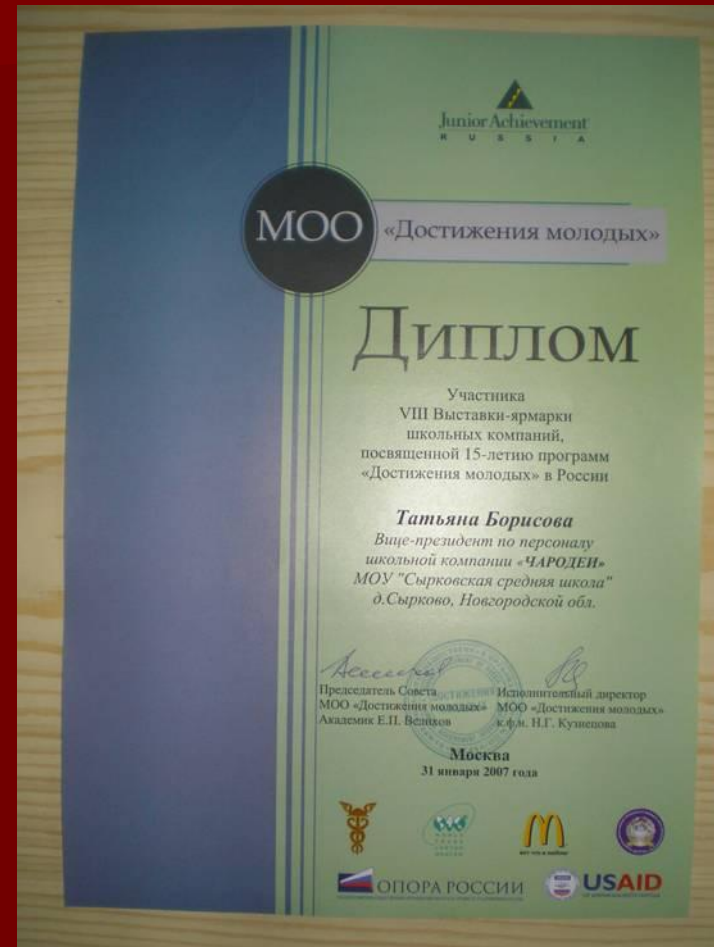 Junior Achievement
RUSSIA
МОО «Достижения молодых»
Диплом
Участника
VIII Выставки-ярмарки
школьных компаний,
посвященной 15-летию программ
«Достижения молодых» в России
Татьяна Борисова
Вице-президент по персоналу
школьной компании «ЧАРОДЕИ»
МОУ "Сырковская средняя школа"
д.Сырково, Новгородской обл.
Председатель Совета
МОО «Достижения молодых»
Академик Е.П. Велихов
ДОСТИЖЕНИЯ
Исполнительный директор
МОО «Достижения молодых»
к.ф.н. Н.Г. Кузнецова
Москва
31 января 2007 года
ОПОРА РОССИИ
USAID